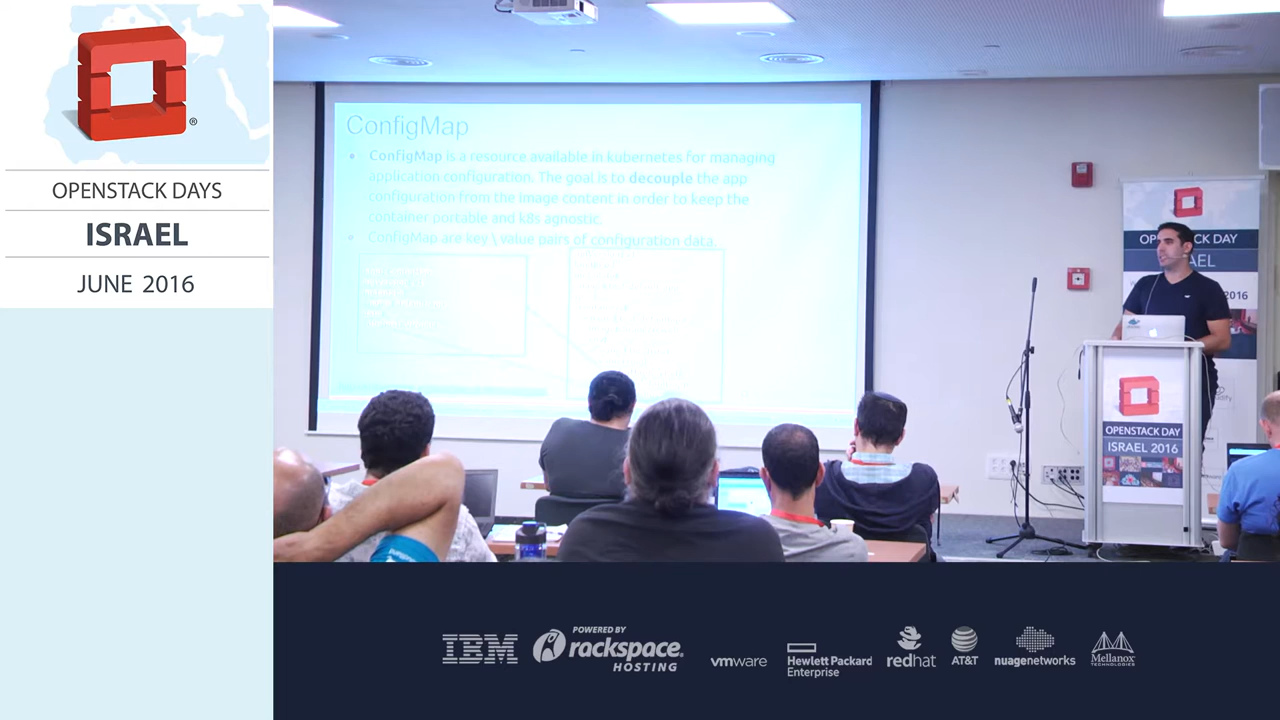 ®
OPENSTACK DAYS
ISRAEL
JUNE 2016
ConfigMap
• ConfigMap is a resource available in kubernetes for managing
application configuration. The goal is to decouple the app
configuration from the image content in order to keep the
container portable and k8s agnostic.
• ConfigMap are key \ value pairs of configuration data.
DAY
2016
OPENSTACK DAY
ISRAEL 2016
IBM
POWERED BY
rackspace.
HOSTING
vmware
Hewlett Packard
Enterprise
redhat
AT&T
nuagenetworks
Mellanox
TECHNOLOGIES